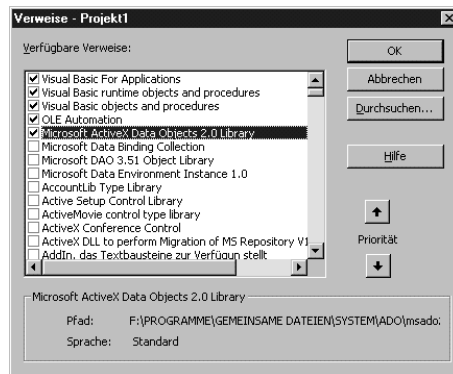 Verweise - Projekt1
Verfügbare Verweise:
Visual Basic For Applications
Visual Basic runtime objects and procedures
Visual Basic objects and procedures
OLE Automation
Microsoft ActiveX Data Objects 2.0 Library
Microsoft Data Binding Collection
Microsoft DAO 3.51 Object Library
Microsoft Data Environment Instance 1.0
AccountLib Type Library
Active Setup Control Library
ActiveMovie control type library
ActiveX Conference Control
ActiveX DLL to perform Migration of MS Repository V1
AddIn, das Textbausteine zur Verfügun stellt
OK
Abbrechen
Durchsuchen...
Hilfe
Priorität
Microsoft ActiveX Data Objects 2.0 Library
Pfad: F:\PROGRAMME\GEMEINSAME DATEIEN\SYSTEM\ADO\msado
Sprache: Standard